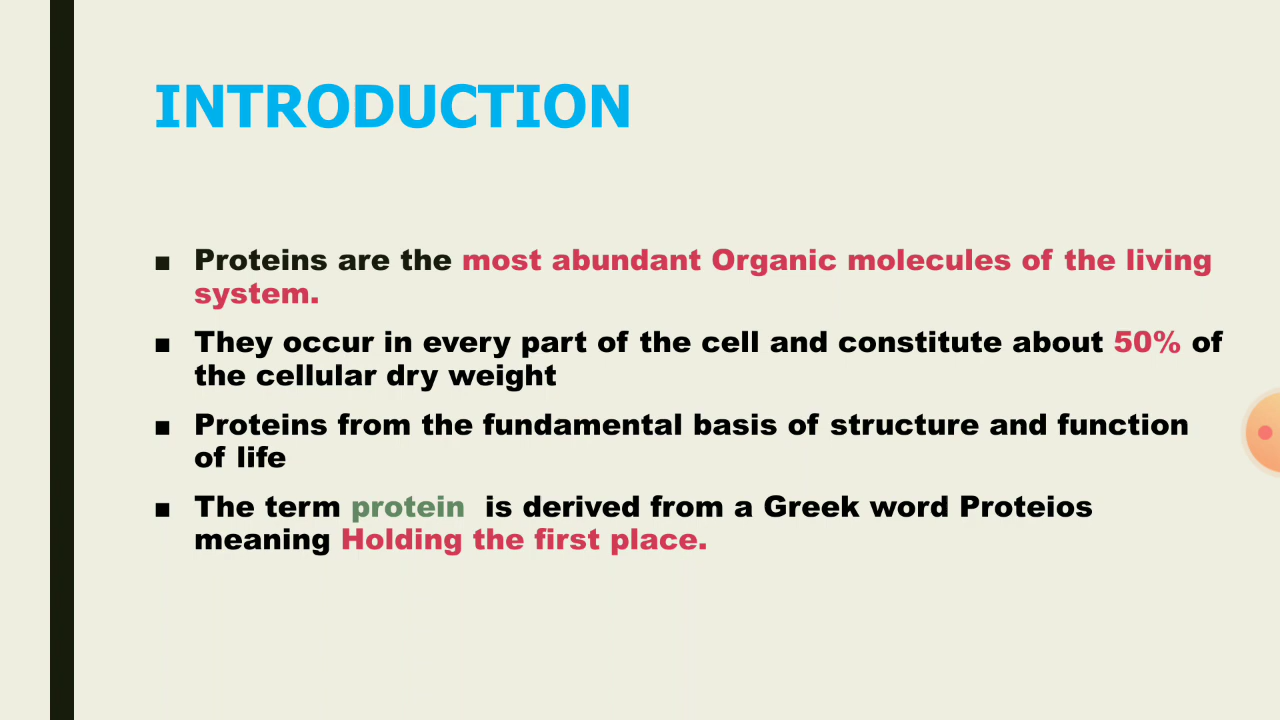 INTRODUCTION
▪ Proteins are the most abundant Organic molecules of the living
system.
▪ They occur in every part of the cell and constitute about 50% of
the cellular dry weight
▪ Proteins from the fundamental basis of structure and function
of life
▪ The term protein is derived from a Greek word Proteios
meaning Holding the first place.